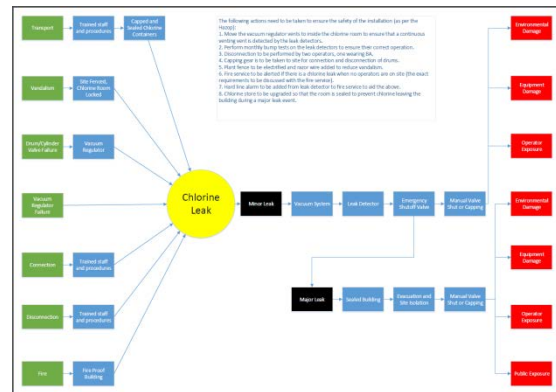 Transport
Trained staff
and procedures
Capped and
Sealed Chlorine
Containers
The following actions need to be taken to ensure the safety of the installation (as per the
Hazop):
1. Move the vacuum regulator vents to inside the chlorine room to ensure that a continuous
venting vent is detected by the leak detectors.
2. Perform monthly bump tests on the leak detectors to ensure their correct operation.
3. Disconnection to be performed by two operators, one wearing BA.
4. Capping gear is to be taken to site for connection and disconnection of drums.
5. Plant fence to be electrified and razor wire added to reduce vandalism.
6. Fire service to be alerted if there is a chlorine leak when no operators are on site (the exact
requirements to be discussed with the fire service).
7. Hard line alarm to be added from leak detector to fire service to aid the above.
8. Chlorine store to be upgraded so that the room is sealed to prevent chlorine leaving the
building during a major leak event.
Environmental
Damage
Vandalism
Site Fenced,
Chlorine Room
Locked
Equipment
Damage
Drum/Cylinder
Valve Failure
Vacuum
Regulator
Operator
Exposure
Vacuum
Regulator
Failure
Chlorine
Leak
Minor Leak
Vacuum System
Leak Detector
Emergency
Shutoff Valve
Manual Valve
Shut or Capping
Environmental
Damage
Connection
Trained staff
and procedures
Equipment
Damage
Major Leak
Sealed Building
Evacuation and
Site Isolation
Manual Valve
Shut or Capping
Disconnection
Trained staff
and procedures
Operator
Exposure
Fire
Fire-Proof
Building
Public Exposure